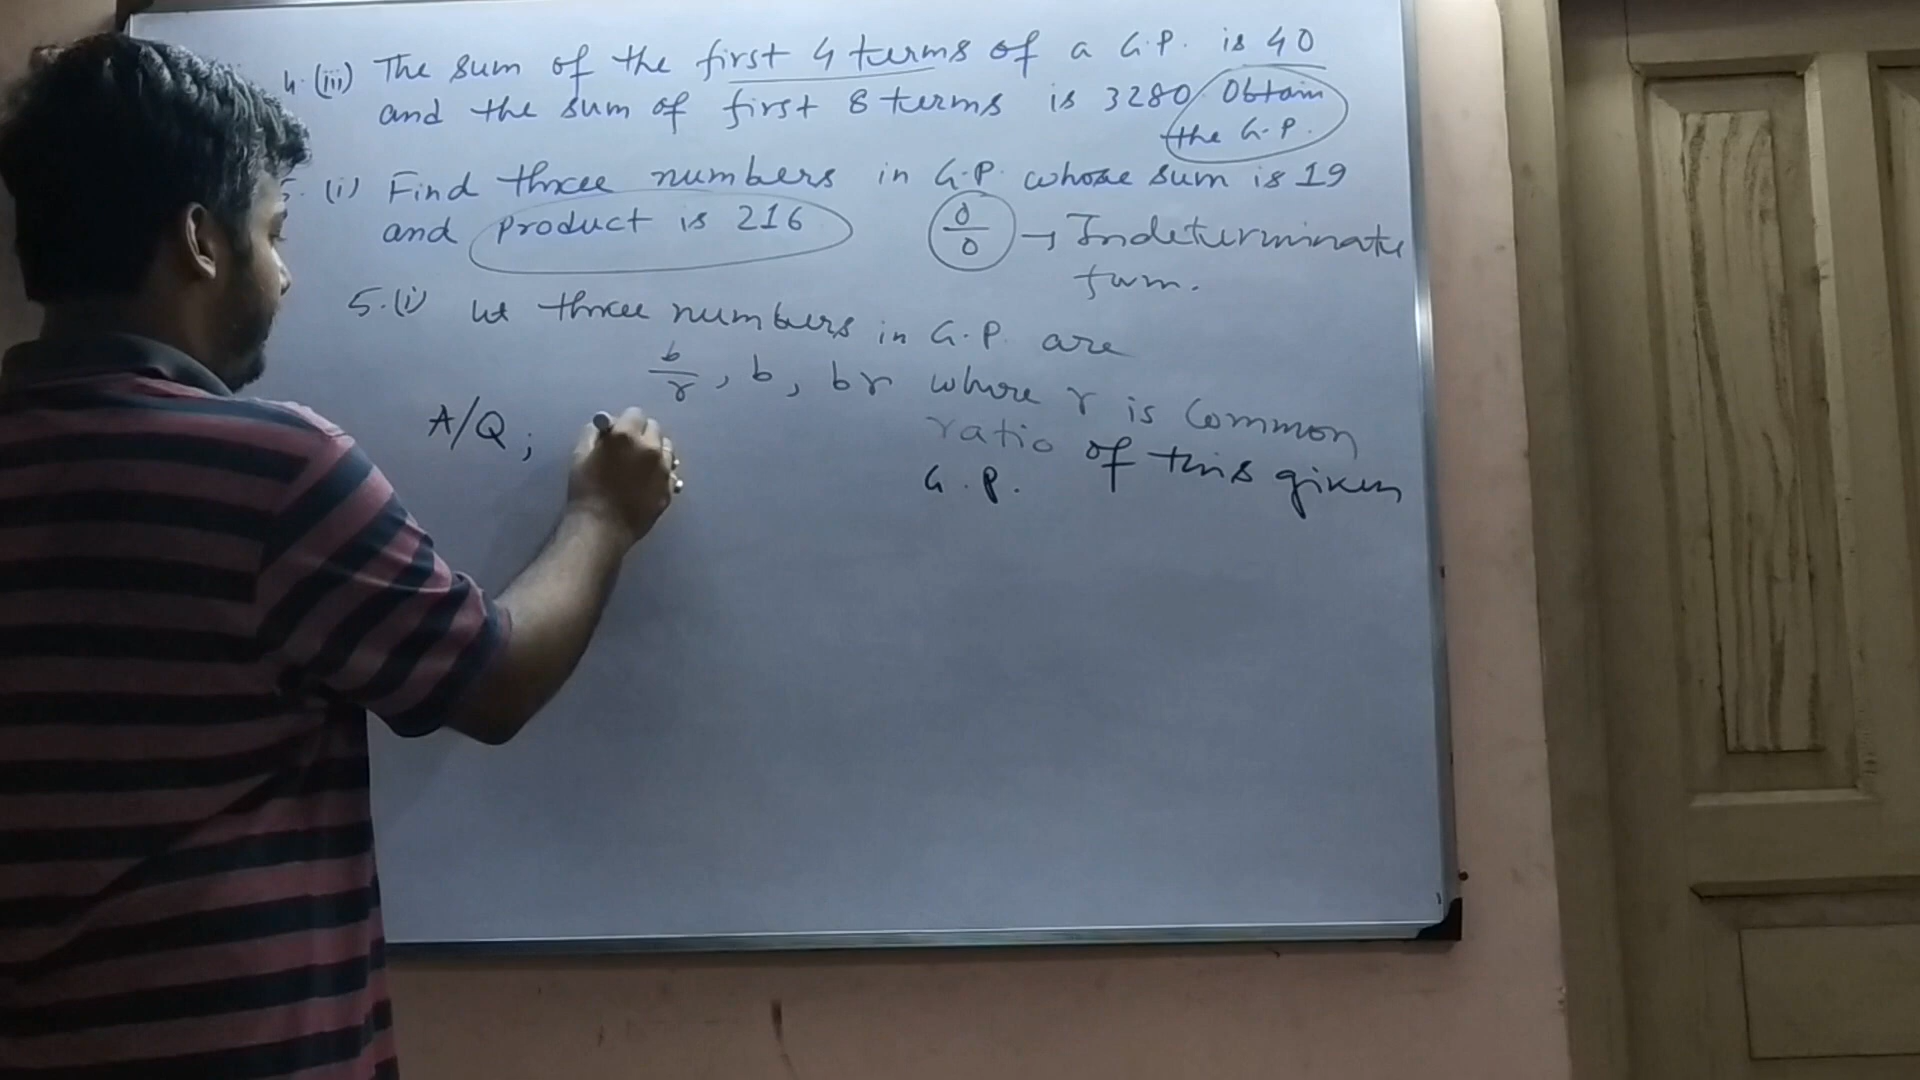 4. (iii) The sum of the first 4 terms of a G.P. is 40
and the sum of first 8 terms is 3280. Obtain
the G.P.
5. (i) Find three numbers in G.P. whose sum is 19
and product is 216
0/0 → Indeterminate
form.
5.(i) let three numbers in G.P. are
b/r, b, br where r is Common
ratio of this given
G.P.
A/Q;